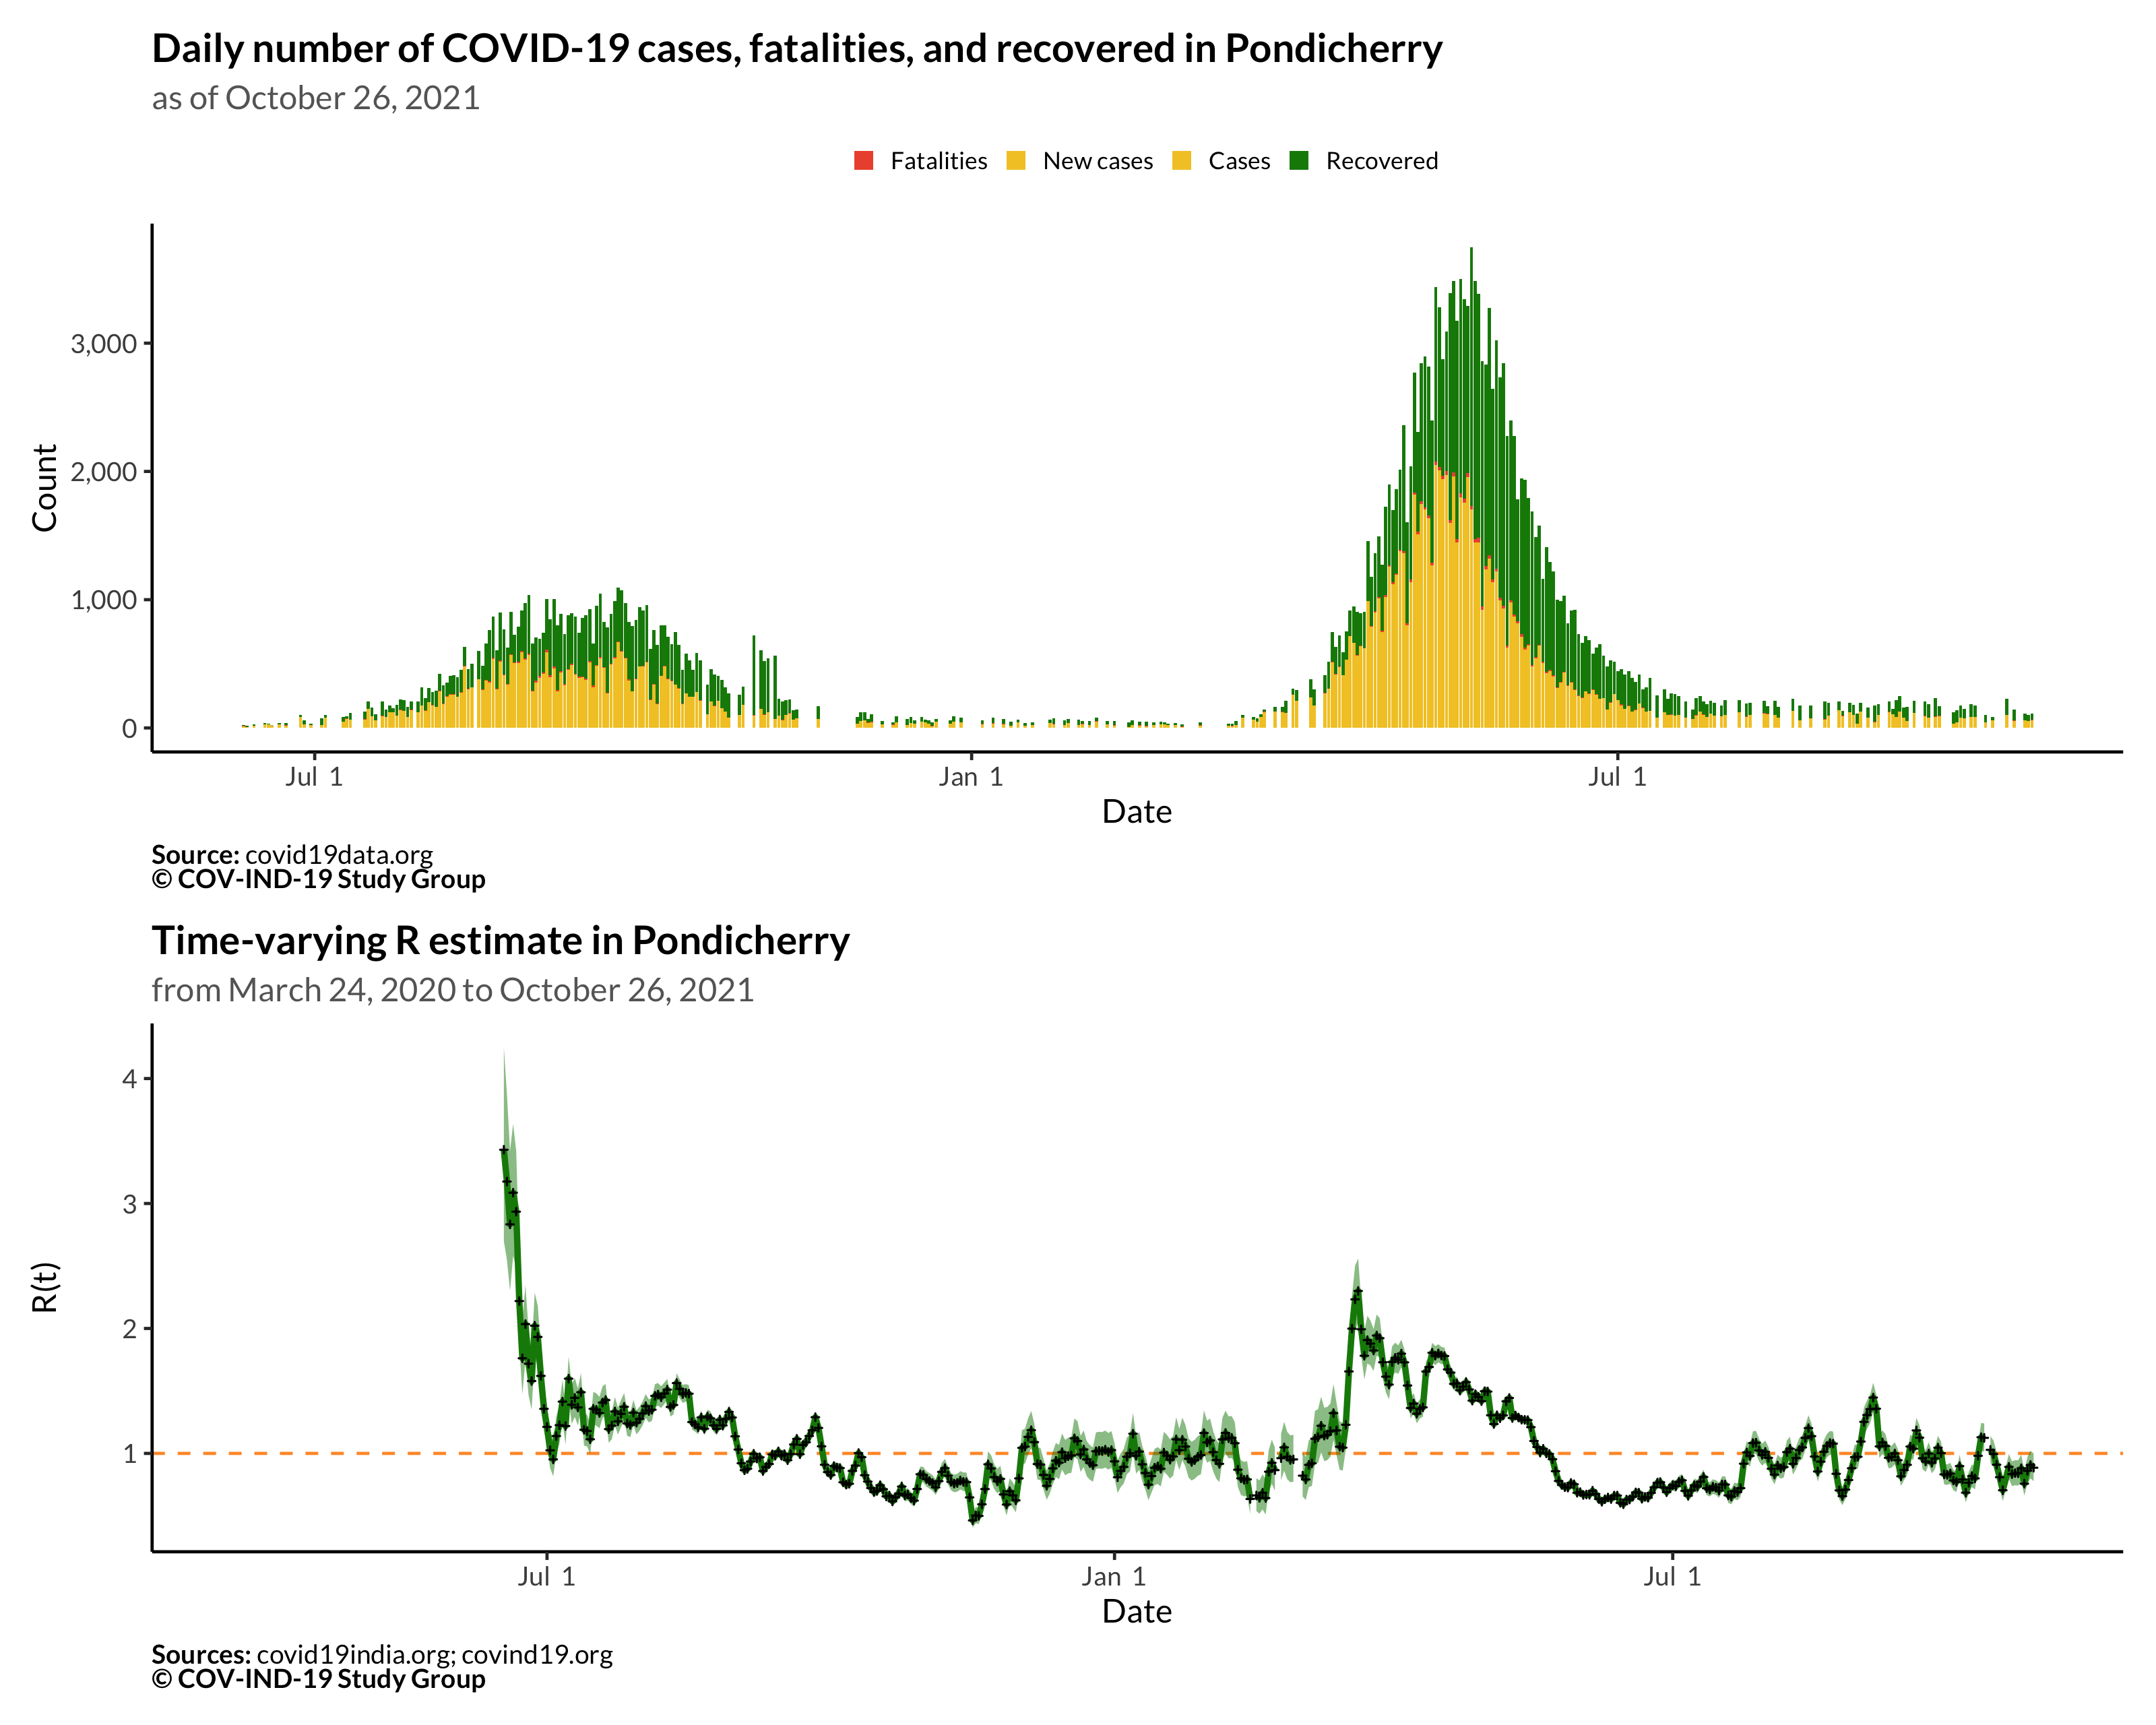 Daily number of COVID-19 cases, fatalities, and recovered in Pondicherry
as of October 26, 2021
Fatalities New cases Cases Recovered
Count
3,000
2,000
1,000
0
Jul 1 Jan 1 Jul 1
Date
Source: covid19data.org
© COV-IND-19 Study Group
Time-varying R estimate in Pondicherry
from March 24, 2020 to October 26, 2021
R(t)
4
3
2
1
Jul 1 Jan 1 Jul 1
Date
Sources: covid19india.org; covind19.org
© COV-IND-19 Study Group